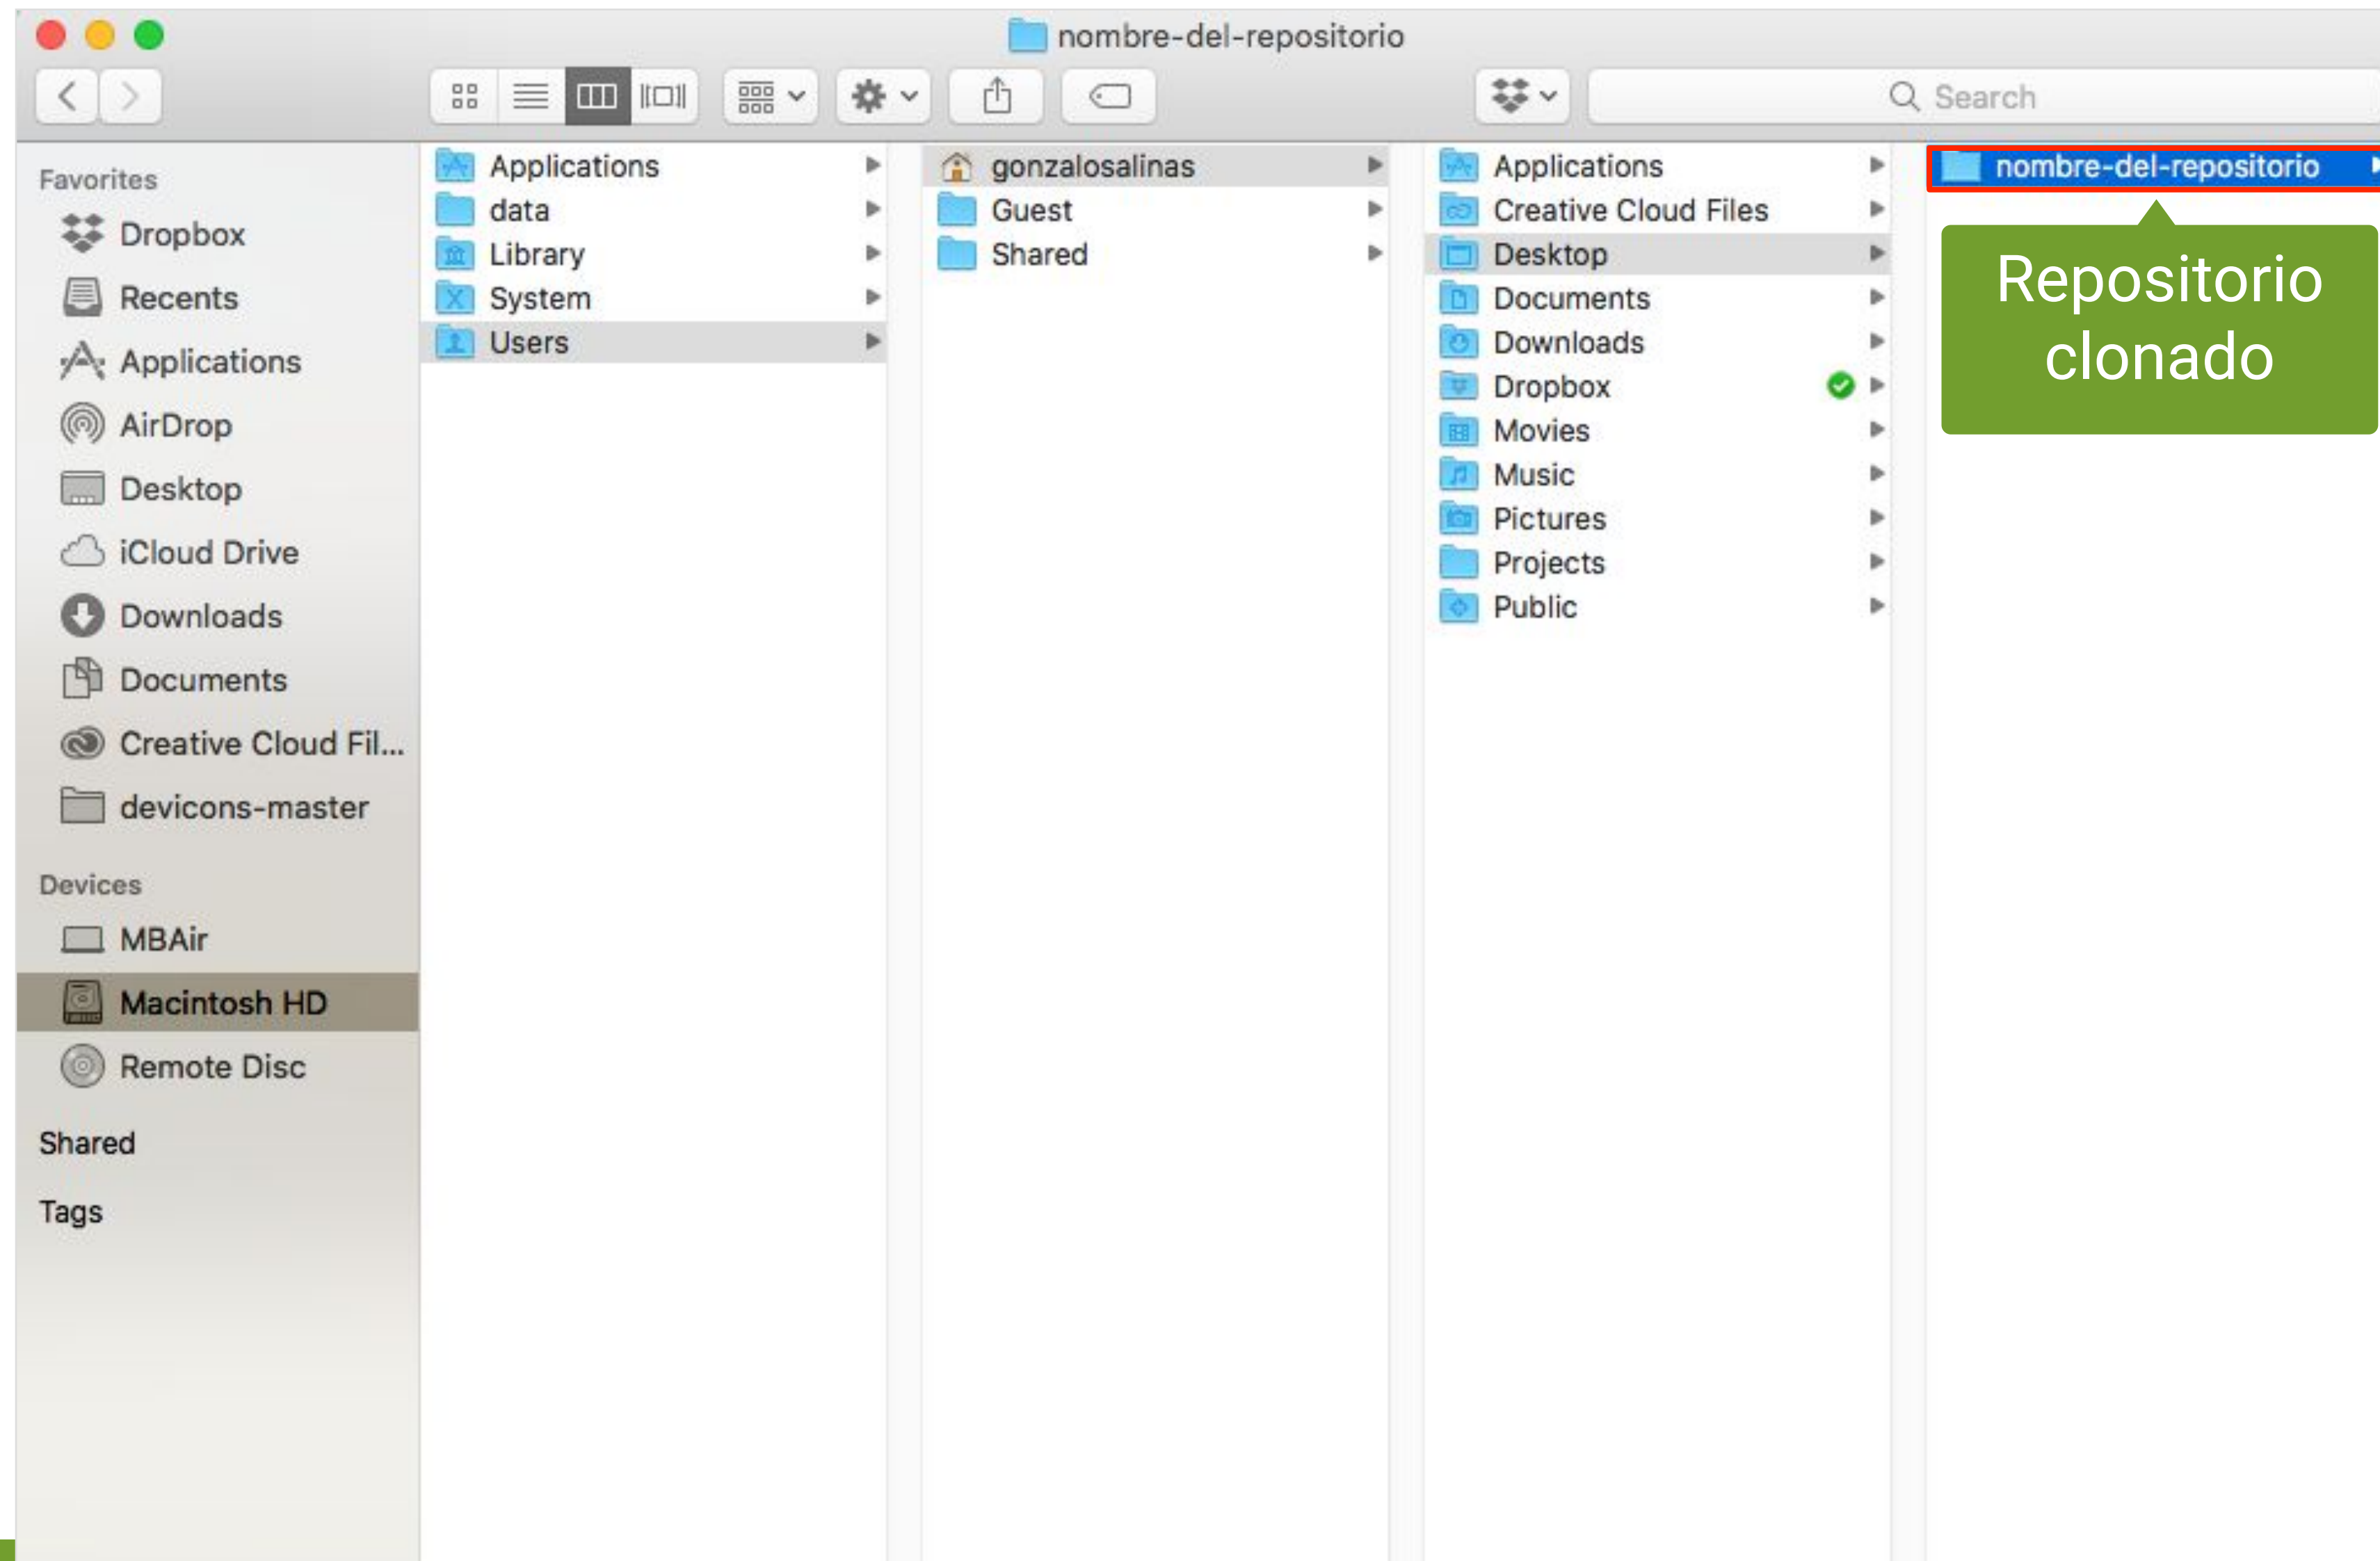 nombre-del-repositorio
Search
Favorites
Dropbox
Recents
Applications
AirDrop
Desktop
iCloud Drive
Downloads
Documents
Creative Cloud Fil...
devicons-master
Devices
MBAir
Macintosh HD
Remote Disc
Shared
Tags
Applications
data
Library
System
Users
gonzalosalinas
Guest
Shared
Applications
Creative Cloud Files
Desktop
Documents
Downloads
Dropbox
Movies
Music
Pictures
Projects
Public
nombre-del-repositorio
Repositorio
clonado